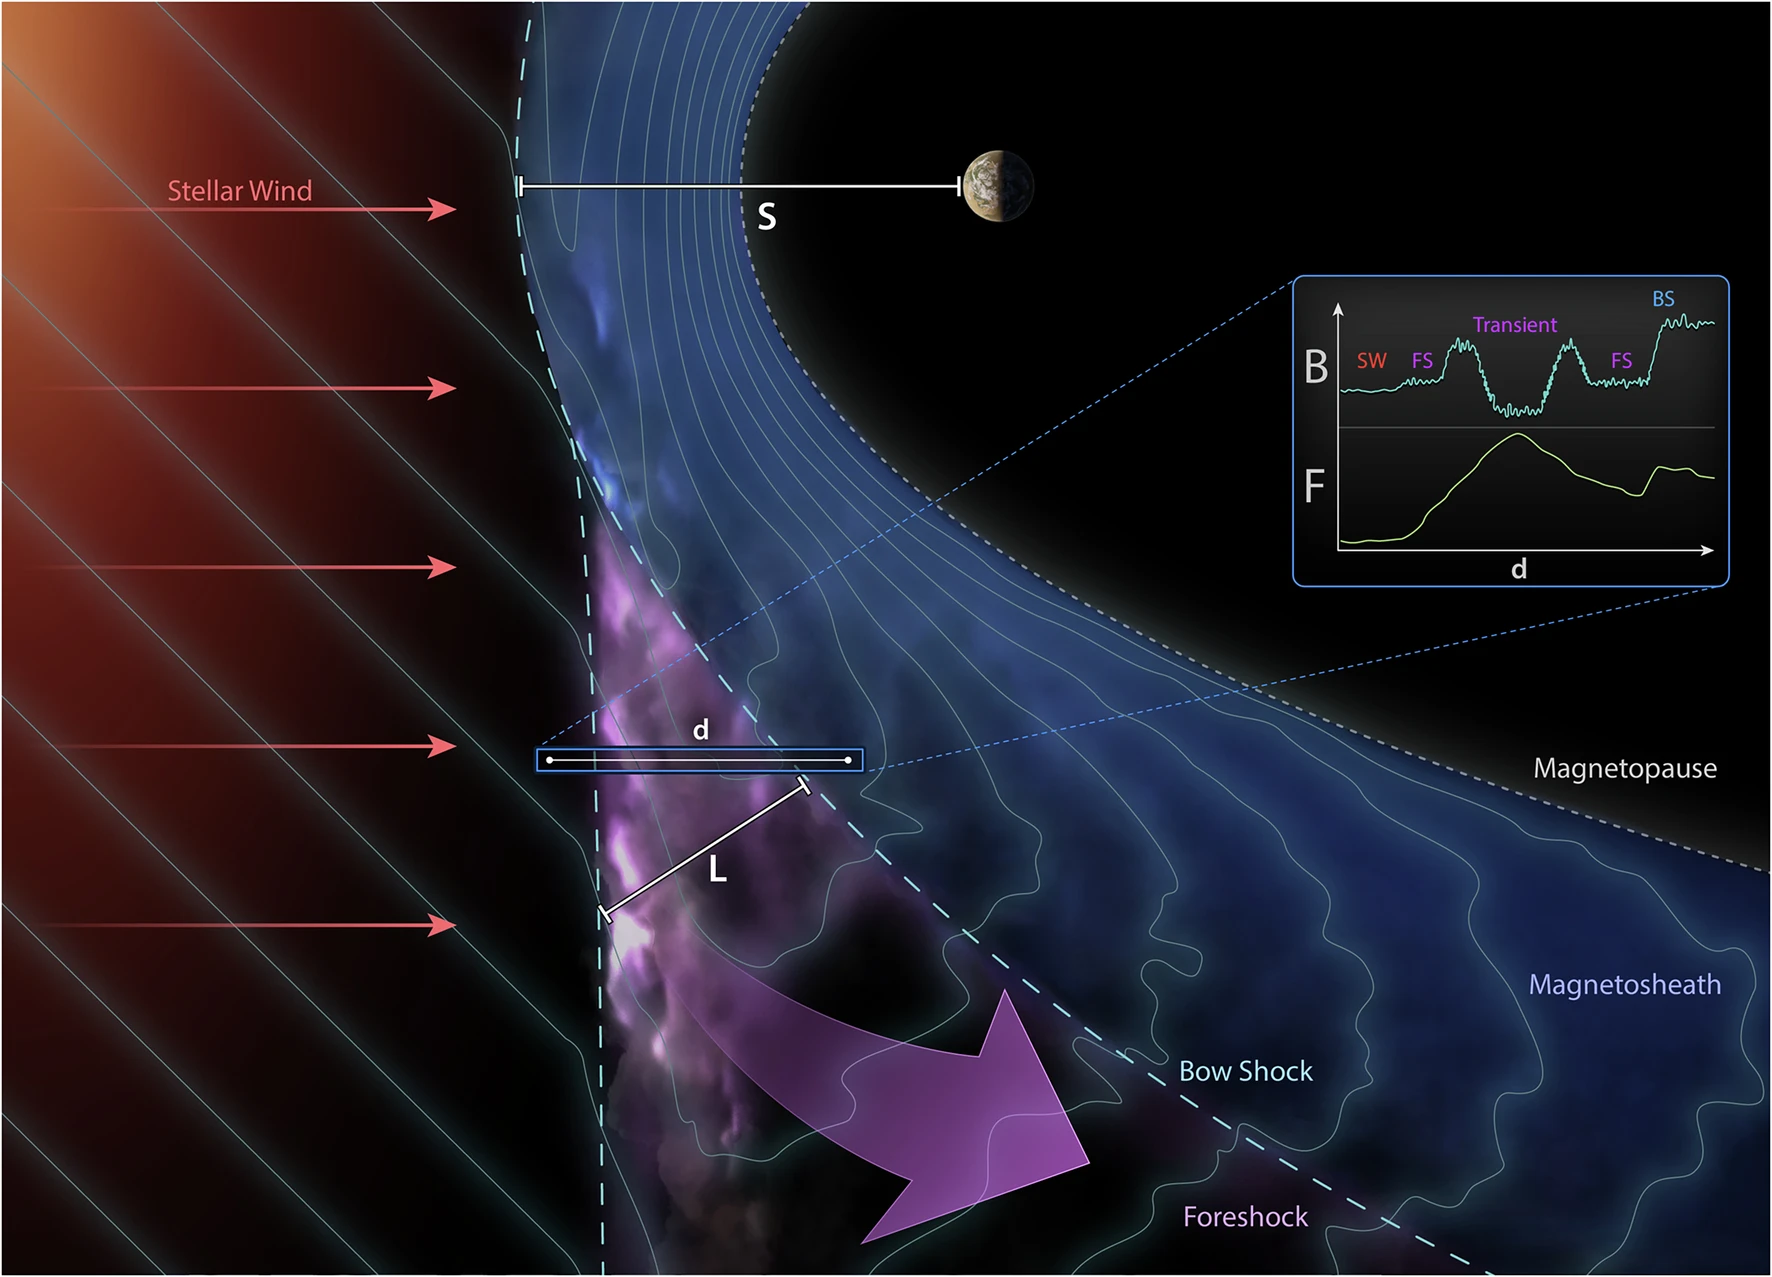 Stellar Wind
S
BS
Transient
B
SW
FS
FS
F
d
d
L
Magnetopause
Magnetosheath
Bow Shock
Foreshock